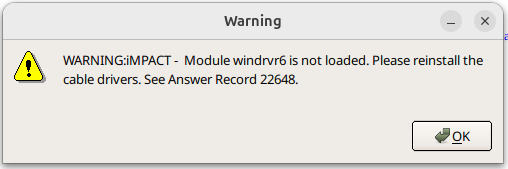 Warning
WARNING:iMPACT - Module windrvr6 is not loaded. Please reinstall the
cable drivers. See Answer Record 22648.
OK